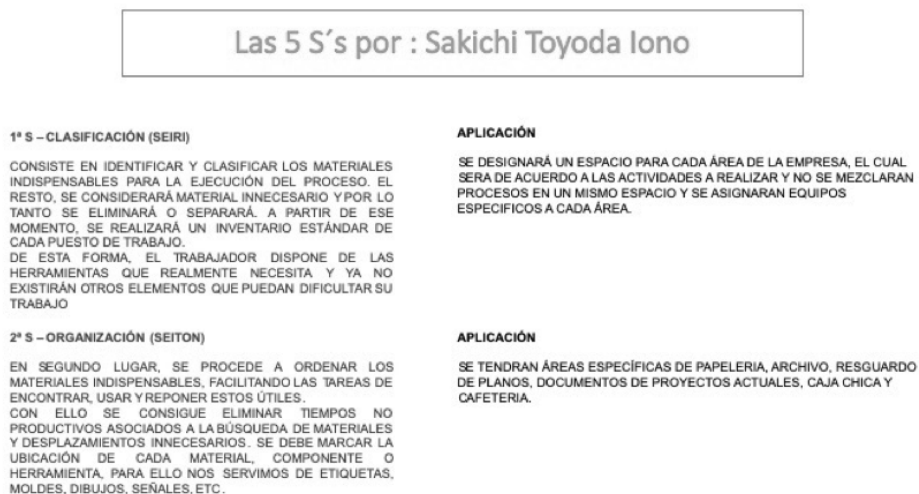 Las 5 S´s por : Sakichi Toyoda Iono
1ª S – CLASIFICACIÓN (SEIRI)
CONSISTE EN IDENTIFICAR Y CLASIFICAR LOS MATERIALES
INDISPENSABLES PARA LA EJECUCIÓN DEL PROCESO. EL
RESTO, SE CONSIDERARÁ MATERIAL INNECESARIO Y POR LO
TANTO SE ELIMINARÁ O SEPARARÁ. A PARTIR DE ESE
MOMENTO, SE REALIZARÁ UN INVENTARIO ESTÁNDAR DE
CADA PUESTO DE TRABAJO.
DE ESTA FORMA, EL TRABAJADOR DISPONE DE LAS
HERRAMIENTAS QUE REALMENTE NECESITA Y YA NO
EXISTIRÁN OTROS ELEMENTOS QUE PUEDAN DIFICULTAR SU
TRABAJO
APLICACIÓN
SE DESIGNARÁ UN ESPACIO PARA CADA ÁREA DE LA EMPRESA, EL CUAL
SERA DE ACUERDO A LAS ACTIVIDADES A REALIZAR Y NO SE MEZCLARAN
PROCESOS EN UN MISMO ESPACIO Y SE ASIGNARAN EQUIPOS
ESPECIFICOS A CADA ÁREA.
2ª S – ORGANIZACIÓN (SEITON)
EN SEGUNDO LUGAR, SE PROCEDE A ORDENAR LOS
MATERIALES INDISPENSABLES, FACILITANDO LAS TAREAS DE
ENCONTRAR, USAR Y REPONER ESTOS ÚTILES.
CON ELLO SE CONSIGUE ELIMINAR TIEMPOS NO
PRODUCTIVOS ASOCIADOS A LA BÚSQUEDA DE MATERIALES
Y DESPLAZAMIENTOS INNECESARIOS. SE DEBE MARCAR LA
UBICACIÓN DE CADA MATERIAL, COMPONENTE O
HERRAMIENTA, PARA ELLO NOS SERVIMOS DE ETIQUETAS,
MOLDES, DIBUJOS, SEÑALES, ETC.
APLICACIÓN
SE TENDRAN ÁREAS ESPECÍFICAS DE PAPELERIA, ARCHIVO, RESGUARDO
DE PLANOS, DOCUMENTOS DE PROYECTOS ACTUALES, CAJA CHICA Y
CAFETERIA.